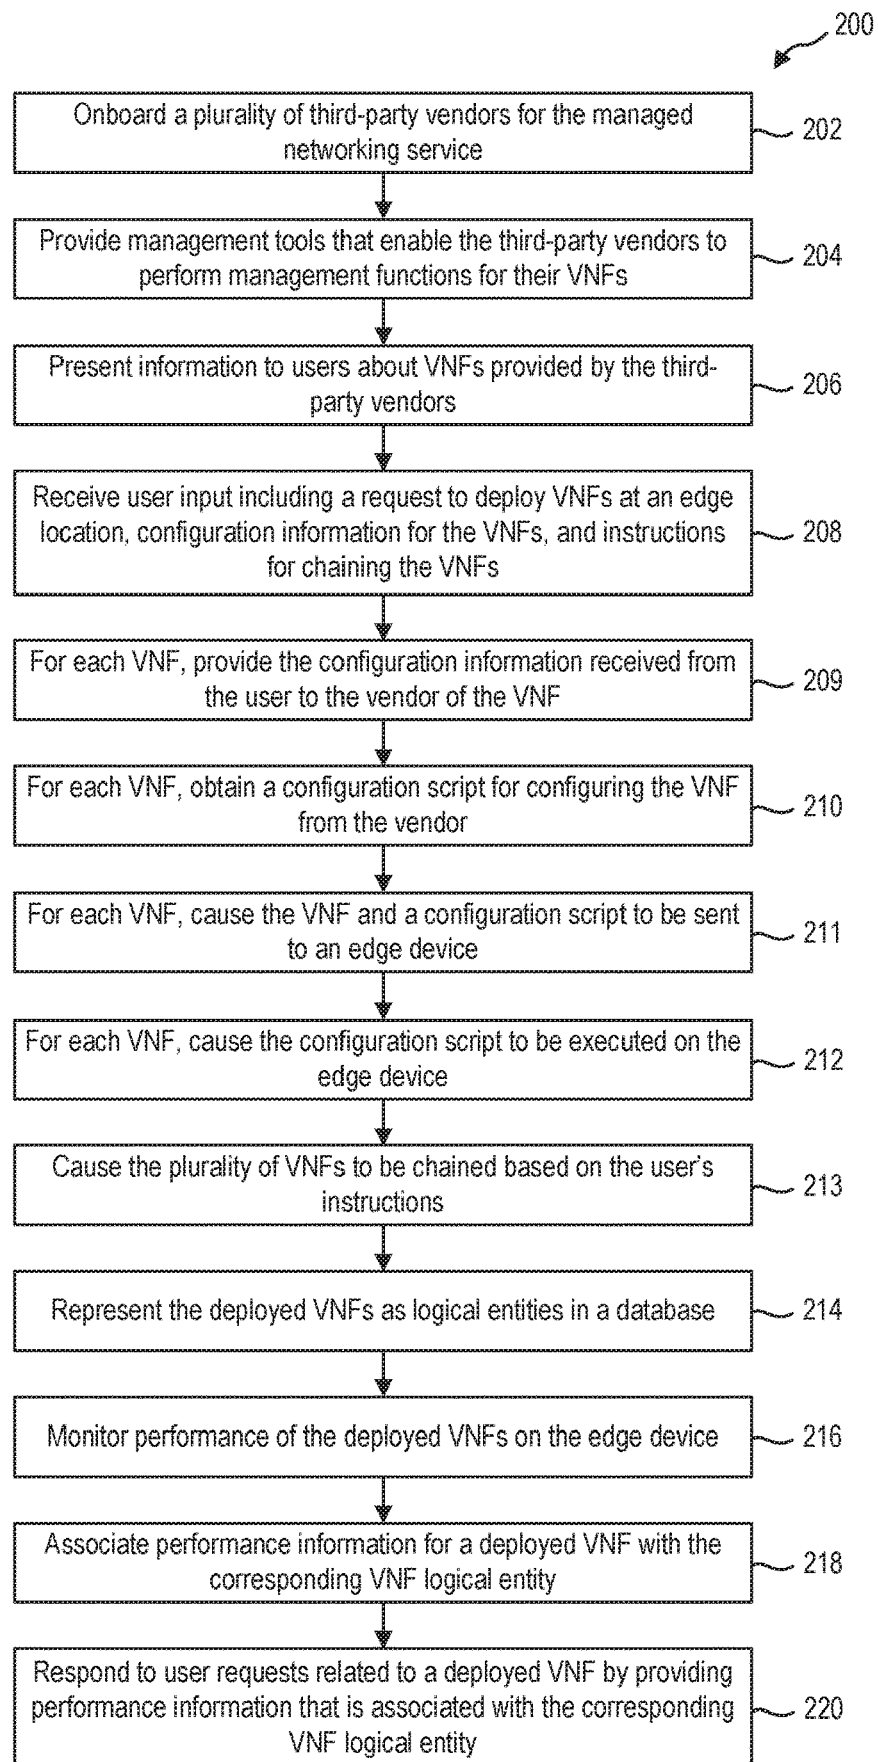 200
Onboard a plurality of third-party vendors for the managed
networking service
202
Provide management tools that enable the third-party vendors to
perform management functions for their VNFs
204
Present information to users about VNFs provided by the third-
party vendors
206
Receive user input including a request to deploy VNFs at an edge
location, configuration information for the VNFs, and instructions
for chaining the VNFs
208
For each VNF, provide the configuration information received from
the user to the vendor of the VNF
209
For each VNF, obtain a configuration script for configuring the VNF
from the vendor
210
For each VNF, cause the VNF and a configuration script to be sent
to an edge device
211
For each VNF, cause the configuration script to be executed on the
edge device
212
Cause the plurality of VNFs to be chained based on the user's
instructions
213
Represent the deployed VNFs as logical entities in a database
214
Monitor performance of the deployed VNFs on the edge device
216
Associate performance information for a deployed VNF with the
corresponding VNF logical entity
218
Respond to user requests related to a deployed VNF by providing
performance information that is associated with the corresponding
VNF logical entity
220